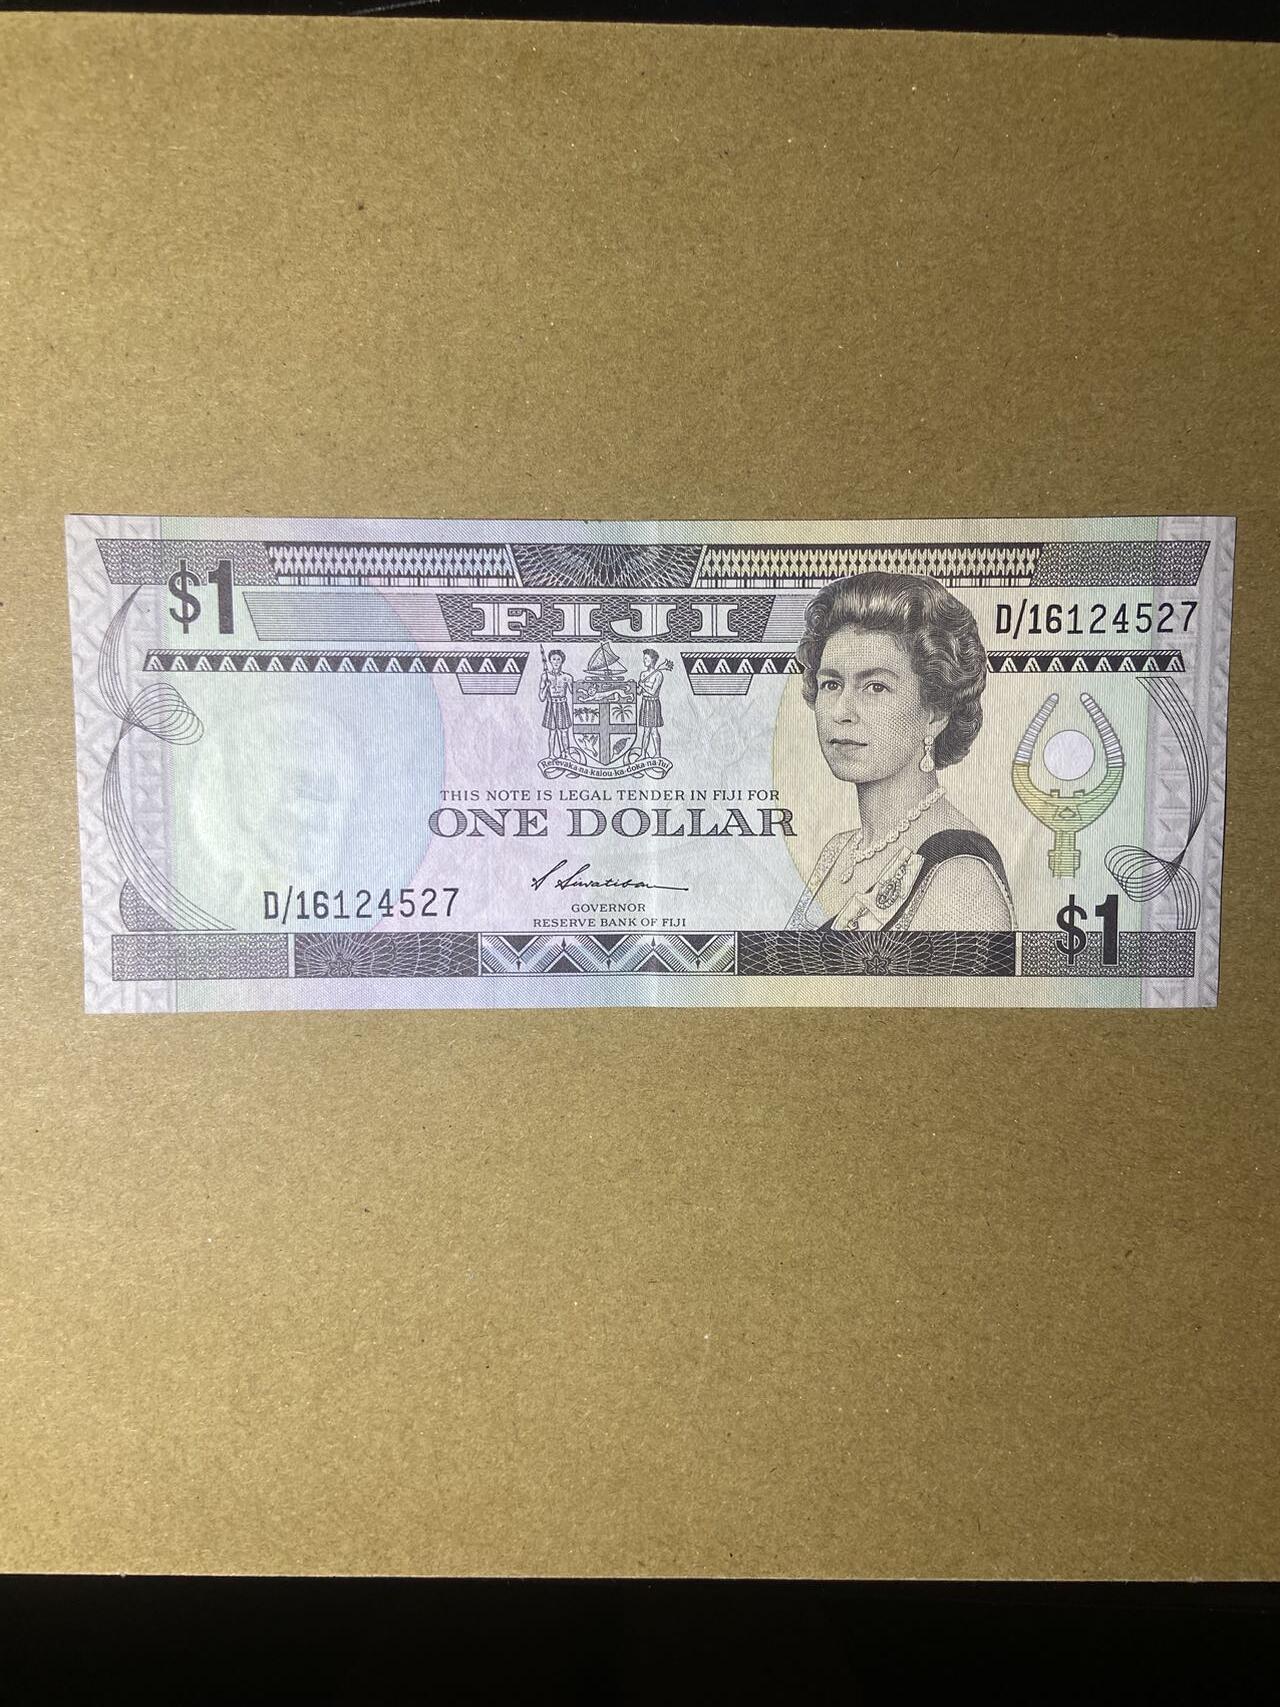 $1
FIJI
D/16124527
Rerevaka na kalou ka doka na Tui
THIS NOTE IS LEGAL TENDER IN FIJI FOR
ONE DOLLAR
D/16124527
GOVERNOR
RESERVE BANK OF FIJI
$1